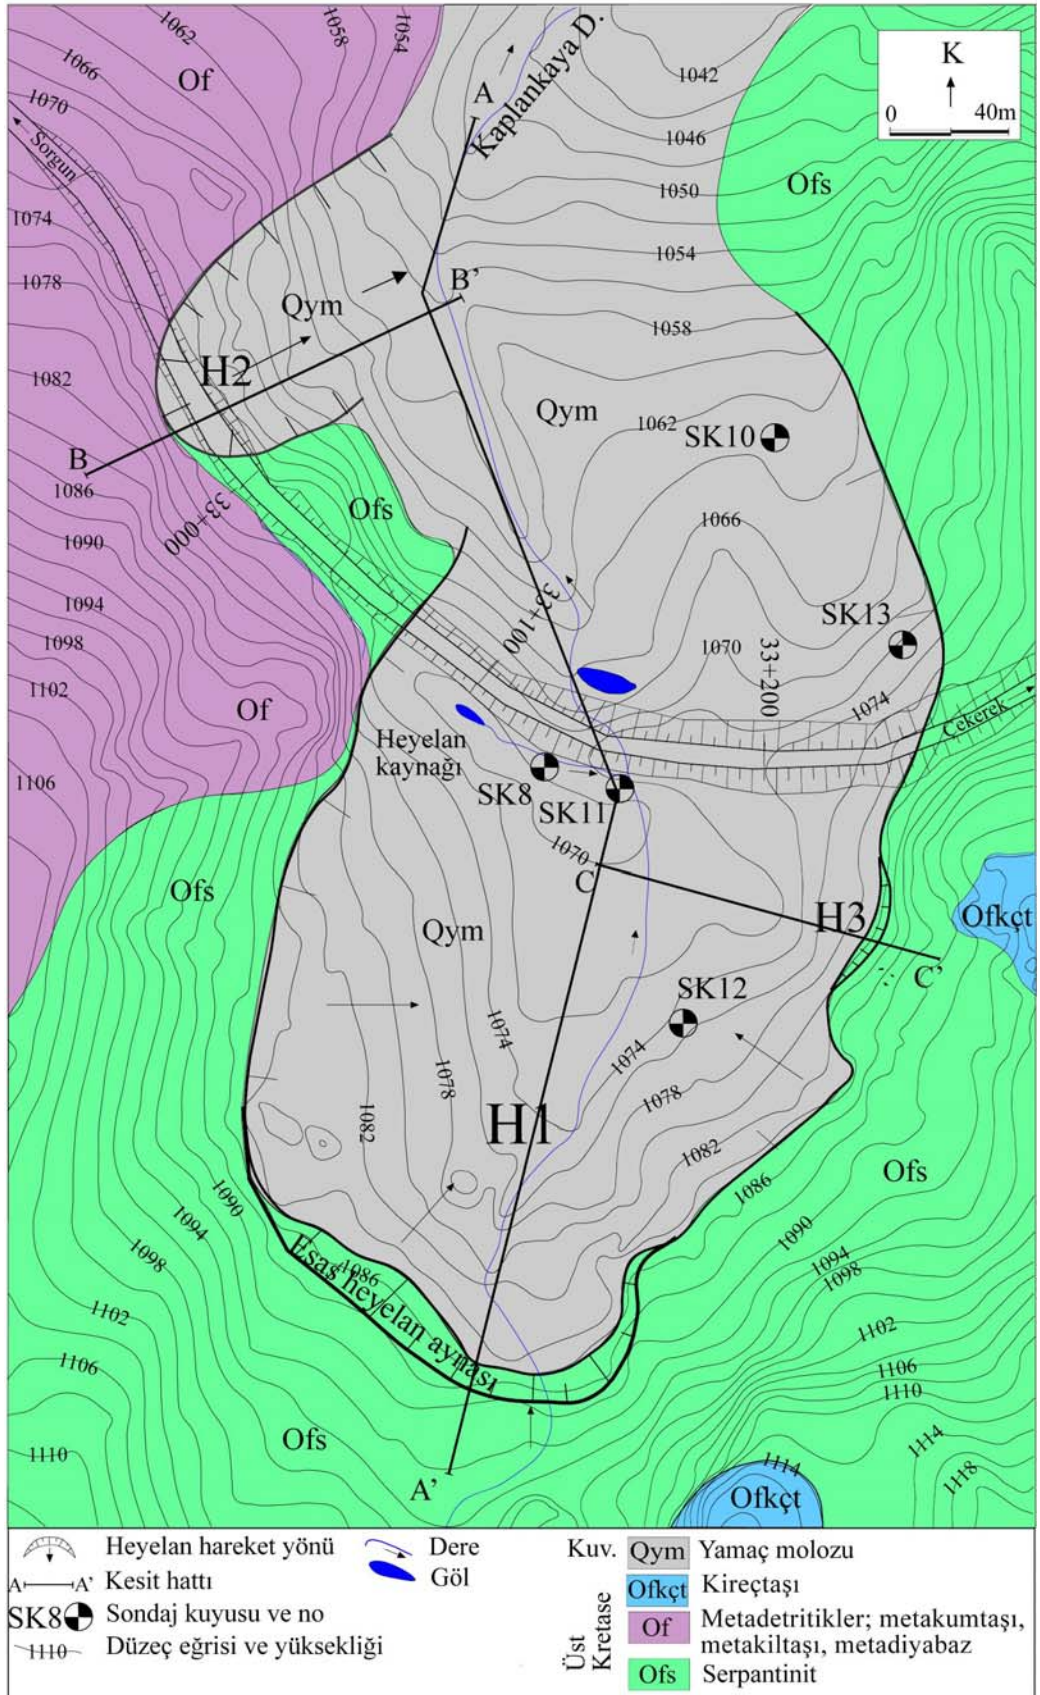 1062
1058
1054
1066
Of
1070
Sorgun
A
Kaplankaya D.
1042
K
0 40m
1046
Ofs
1050
1074
1054
1078
B'
Qym
1058
H2
1082
Qym
1062
SK10
B
1086
33+000
Ofs
1066
1090
1094
33+100
SK13
1098
1070
33+200
1102
1074
Of
Çekerek
Heyelan
kaynağı
1106
SK8
SK11
1070
C
Ofs
H3
Ofkçt
Qym
C'
SK12
1074
1074
1078
1078
H1
1082
1082
1086
Ofs
1090
1090
1094
1094
1098
1098
Esas heyelan aynası
1086
1102
1102
1106
1106
1110
Ofs
1110
1114
1114
1118
A'
Ofkçt
Heyelan hareket yönü
Dere
Göl
A A' Kesit hattı
SK8 Sondaj kuyusu ve no
1110 Düzeç eğrisi ve yüksekliği
Kuv.
Qym Yamaç molozu
Üst
Kretase
Ofkçt Kireçtaşı
Of Metadetritikler; metakumtaşı,
metakiltaşı, metadiyabaz
Ofs Serpantinit